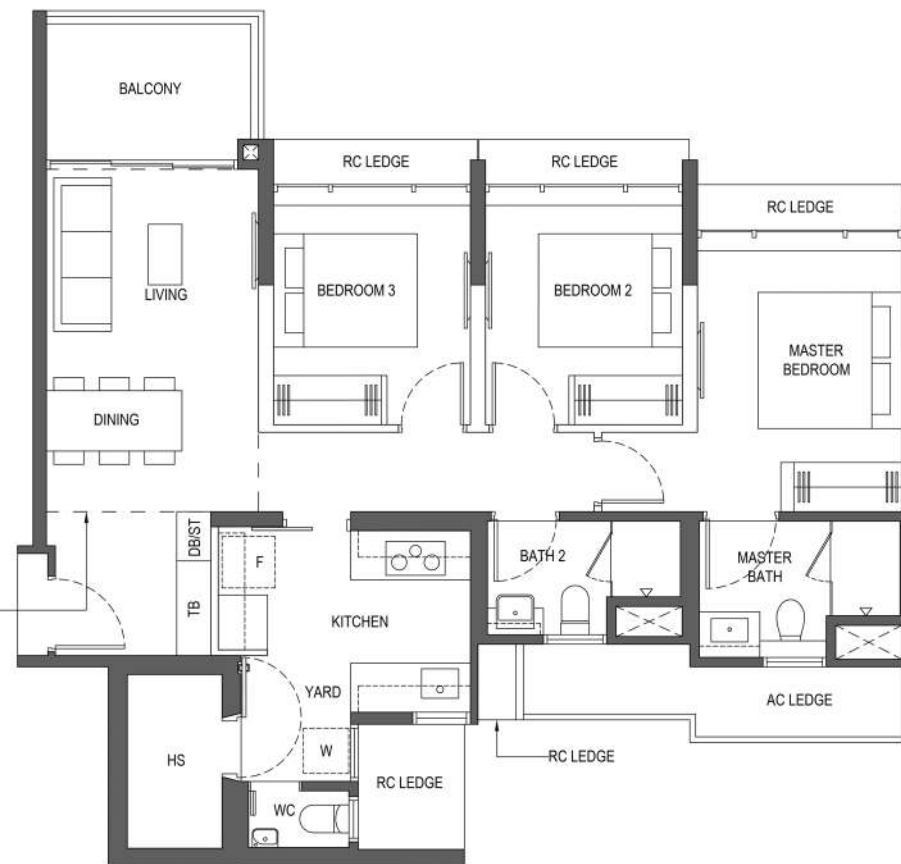 BALCONY
RC LEDGE
RC LEDGE
RC LEDGE
LIVING
BEDROOM 3
BEDROOM 2
MASTER
BEDROOM
DINING
DB/ST
F
BATH 2
MASTER
BATH
TB
KITCHEN
YARD
AC LEDGE
W
RC LEDGE
HS
RC LEDGE
WC